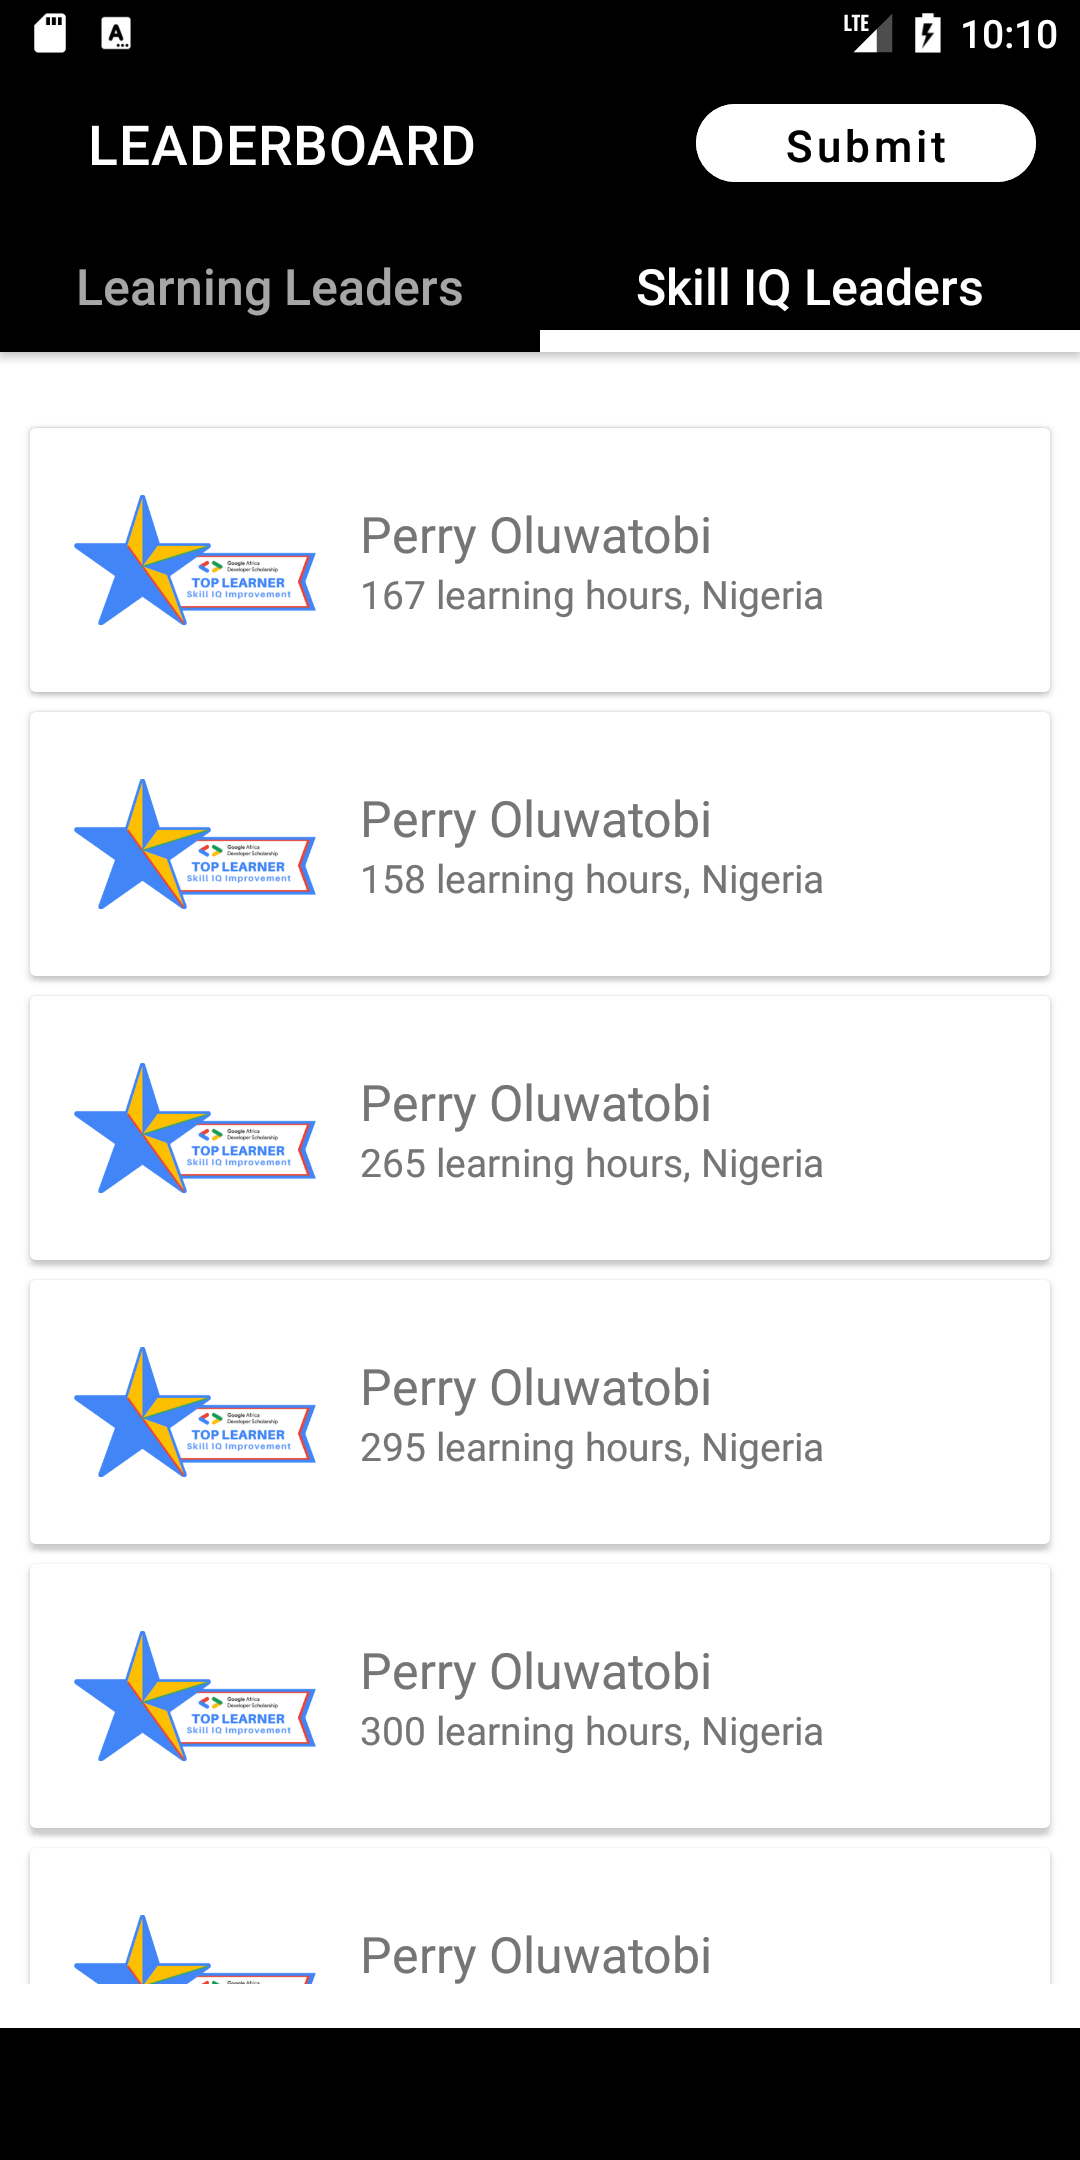 LTE 10:10
LEADERBOARD
Submit
Learning Leaders
Skill IQ Leaders
Perry Oluwatobi
167 learning hours, Nigeria
Google Africa
Developer Scholarship
TOP LEARNER
Skill IQ Improvement
Perry Oluwatobi
158 learning hours, Nigeria
Google Africa
Developer Scholarship
TOP LEARNER
Skill IQ Improvement
Perry Oluwatobi
265 learning hours, Nigeria
Google Africa
Developer Scholarship
TOP LEARNER
Skill IQ Improvement
Perry Oluwatobi
295 learning hours, Nigeria
Google Africa
Developer Scholarship
TOP LEARNER
Skill IQ Improvement
Perry Oluwatobi
300 learning hours, Nigeria
Google Africa
Developer Scholarship
TOP LEARNER
Skill IQ Improvement
Perry Oluwatobi
Google Africa